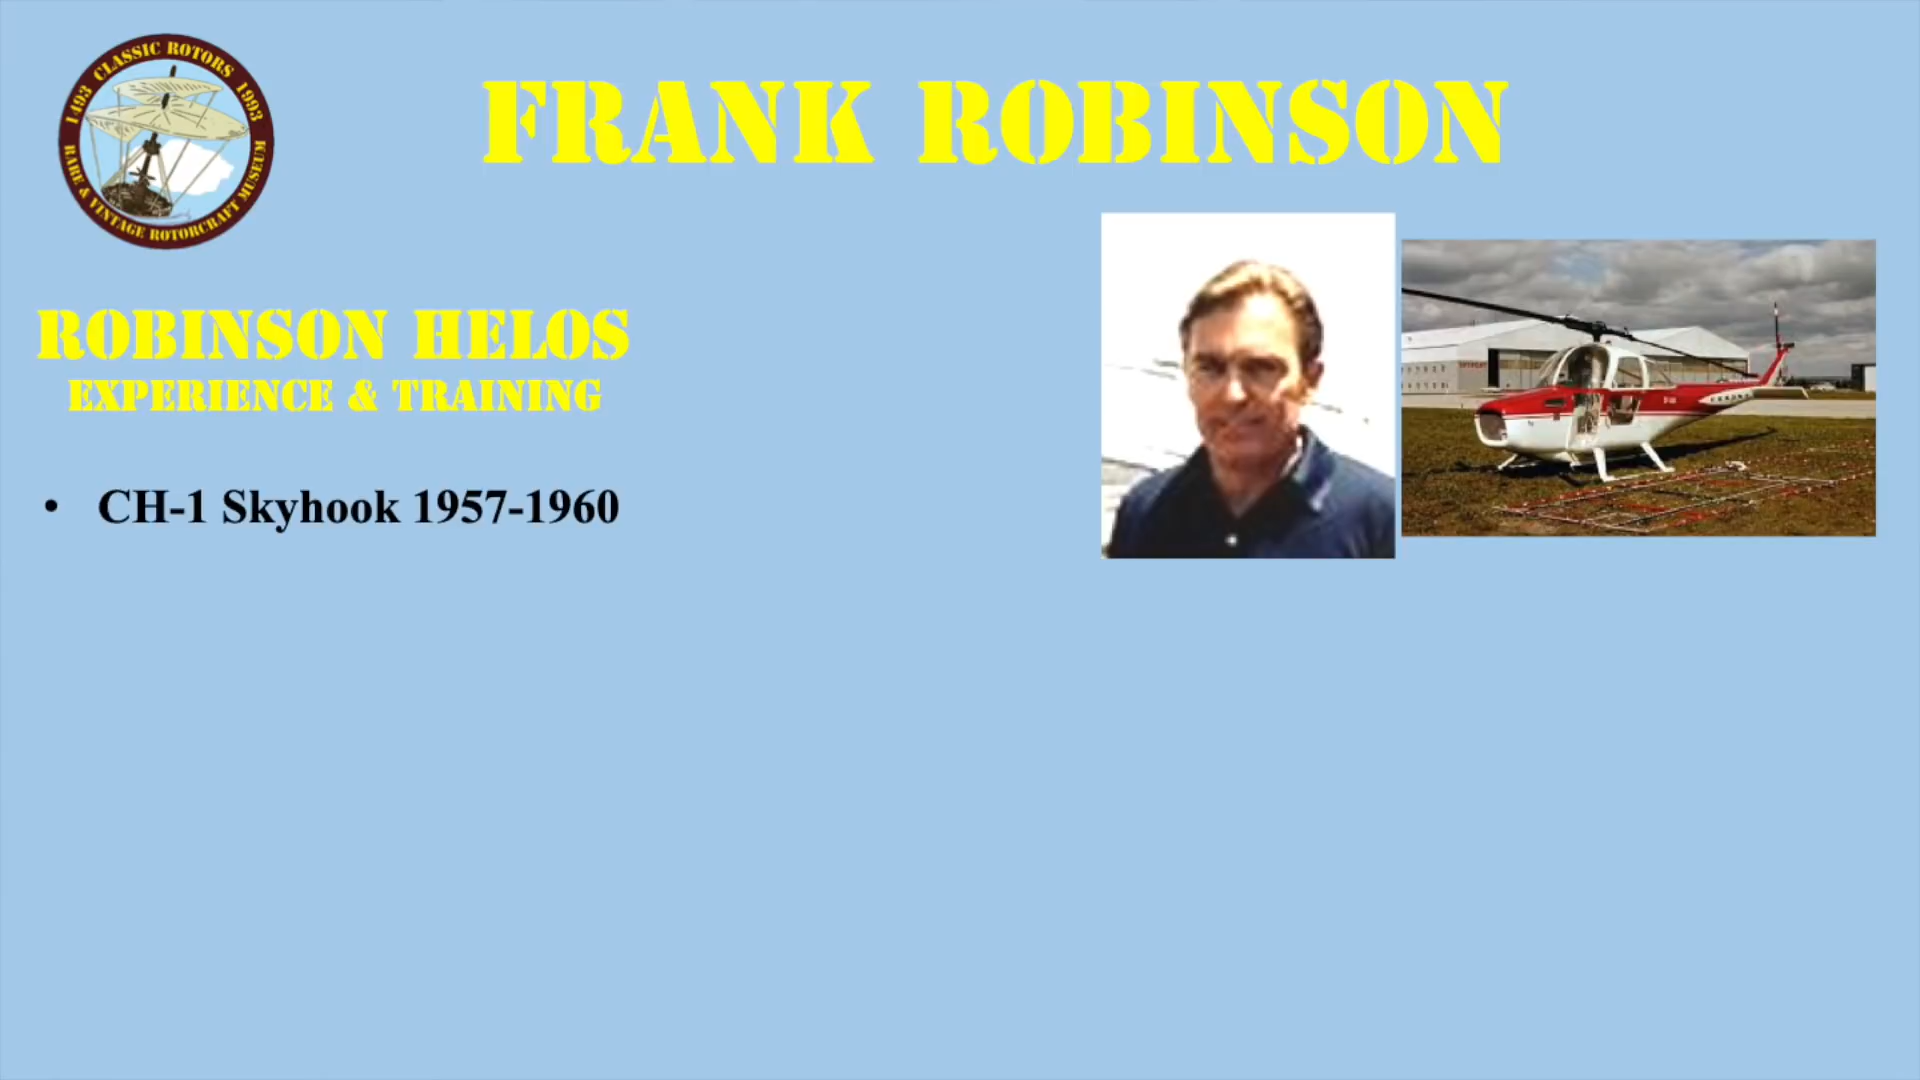 1493 CLASSIC ROTORS 1993
RARE & VINTAGE ROTORCRAFT MUSEUM
FRANK ROBINSON
ROBINSON HELOS
EXPERIENCE & TRAINING
• CH-1 Skyhook 1957-1960